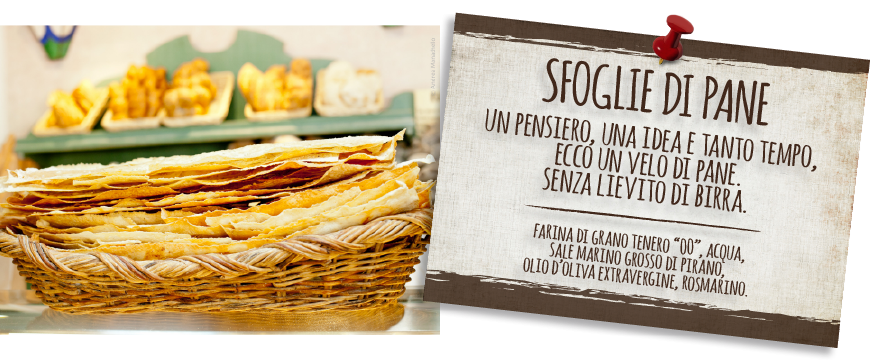 SFOGLIE DI PANE
UN PENSIERO, UNA IDEA E TANTO TEMPO,
ECCO UN VELO DI PANE.
SENZA LIEVITO DI BIRRA.
FARINA DI GRANO TENERO “00”, ACQUA,
SALE MARINO GROSSO DI PIRANO,
OLIO D'OLIVA EXTRAVERGINE, ROSMARINO.